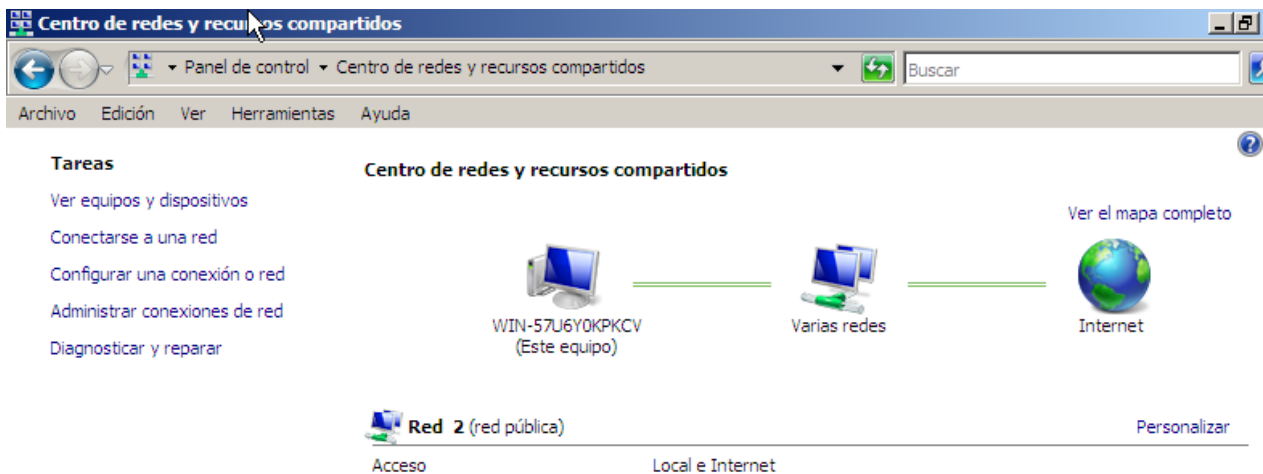 Centro de redes y recursos compartidos
Panel de control Centro de redes y recursos compartidos Buscar
Archivo Edición Ver Herramientas Ayuda
Tareas
Ver equipos y dispositivos
Conectarse a una red
Configurar una conexión o red
Administrar conexiones de red
Diagnosticar y reparar
Centro de redes y recursos compartidos
Ver el mapa completo
WIN-57U6Y0KPKCV
(Este equipo)
Varias redes
Internet
Red 2 (red pública) Personalizar
Acceso Local e Internet